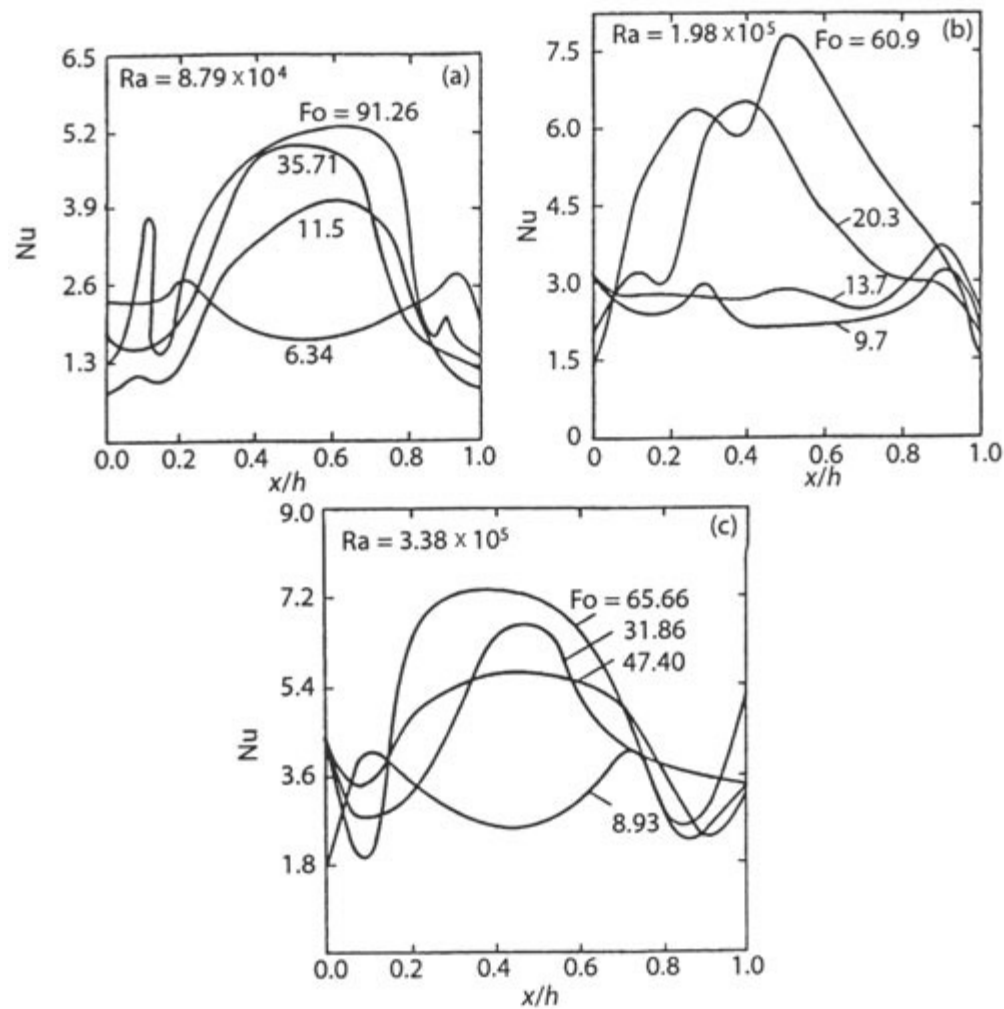 (a)
Ra = 8.79 × 10⁴
Fo = 91.26
35.71
11.5
6.34
Nu
6.5
5.2
3.9
2.6
1.3
0.0 0.2 0.4 0.6 0.8 1.0
x/h
(b)
Ra = 1.98 × 10⁵ Fo = 60.9
20.3
13.7
9.7
Nu
7.5
6.0
4.5
3.0
1.5
0
0 0.2 0.4 0.6 0.8 1.0
x/h
(c)
Ra = 3.38 × 10⁵
Fo = 65.66
31.86
47.40
8.93
Nu
9.0
7.2
5.4
3.6
1.8
0.0 0.2 0.4 0.6 0.8 1.0
x/h